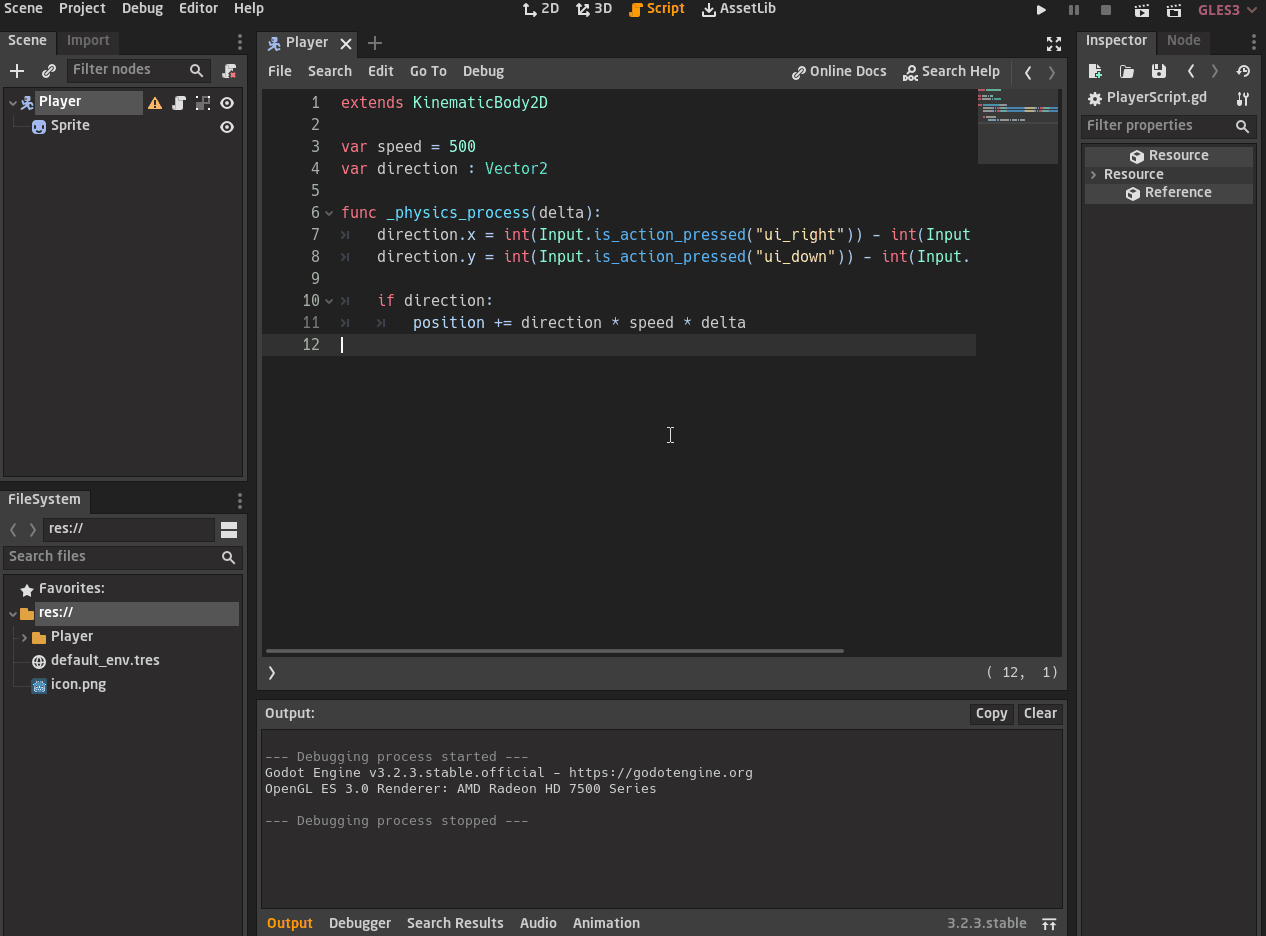 Scene Project Debug Editor Help 2D 3D Script AssetLib GLES3
Scene Import
Filter nodes
Player
Sprite
FileSystem
res://
Search files
Favorites:
res://
Player
default_env.tres
icon.png
Player
File Search Edit Go To Debug Online Docs DOC Search Help
1 extends KinematicBody2D
2
3 var speed = 500
4 var direction : Vector2
5
6 func _physics_process(delta):
7 direction.x = int(Input.is_action_pressed("ui_right")) - int(Input
8 direction.y = int(Input.is_action_pressed("ui_down")) - int(Input.
9
10 if direction:
11 position += direction * speed * delta
12
( 12, 1)
Output: Copy Clear
--- Debugging process started ---
Godot Engine v3.2.3.stable.official - https://godotengine.org
OpenGL ES 3.0 Renderer: AMD Radeon HD 7500 Series
--- Debugging process stopped ---
Output Debugger Search Results Audio Animation 3.2.3.stable
Inspector Node
PlayerScript.gd
Filter properties
Resource
Resource
Reference